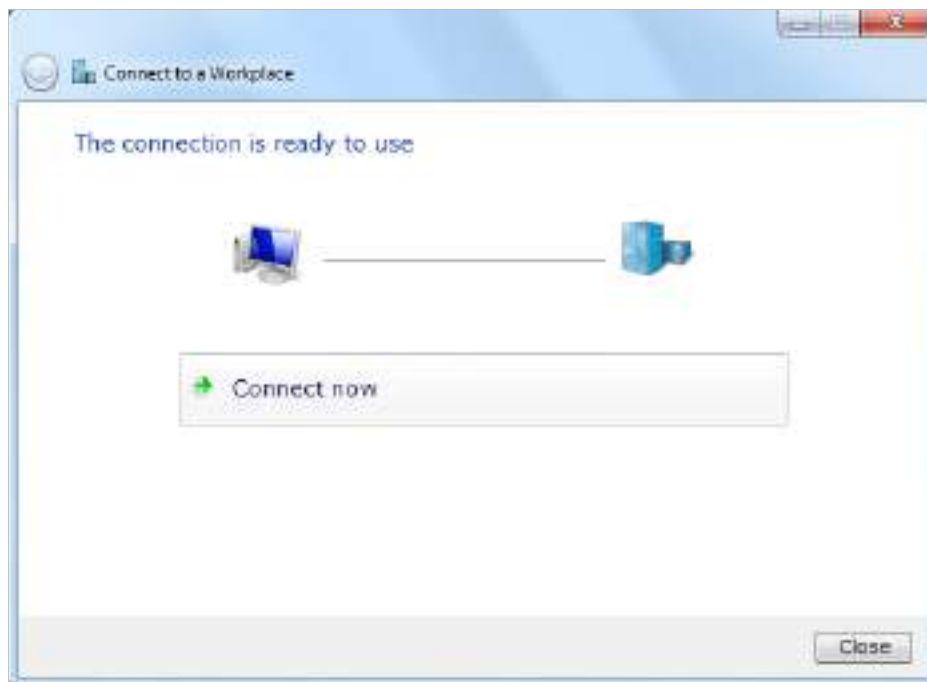 Connect to a Workplace
The connection is ready to use
Connect now
Close